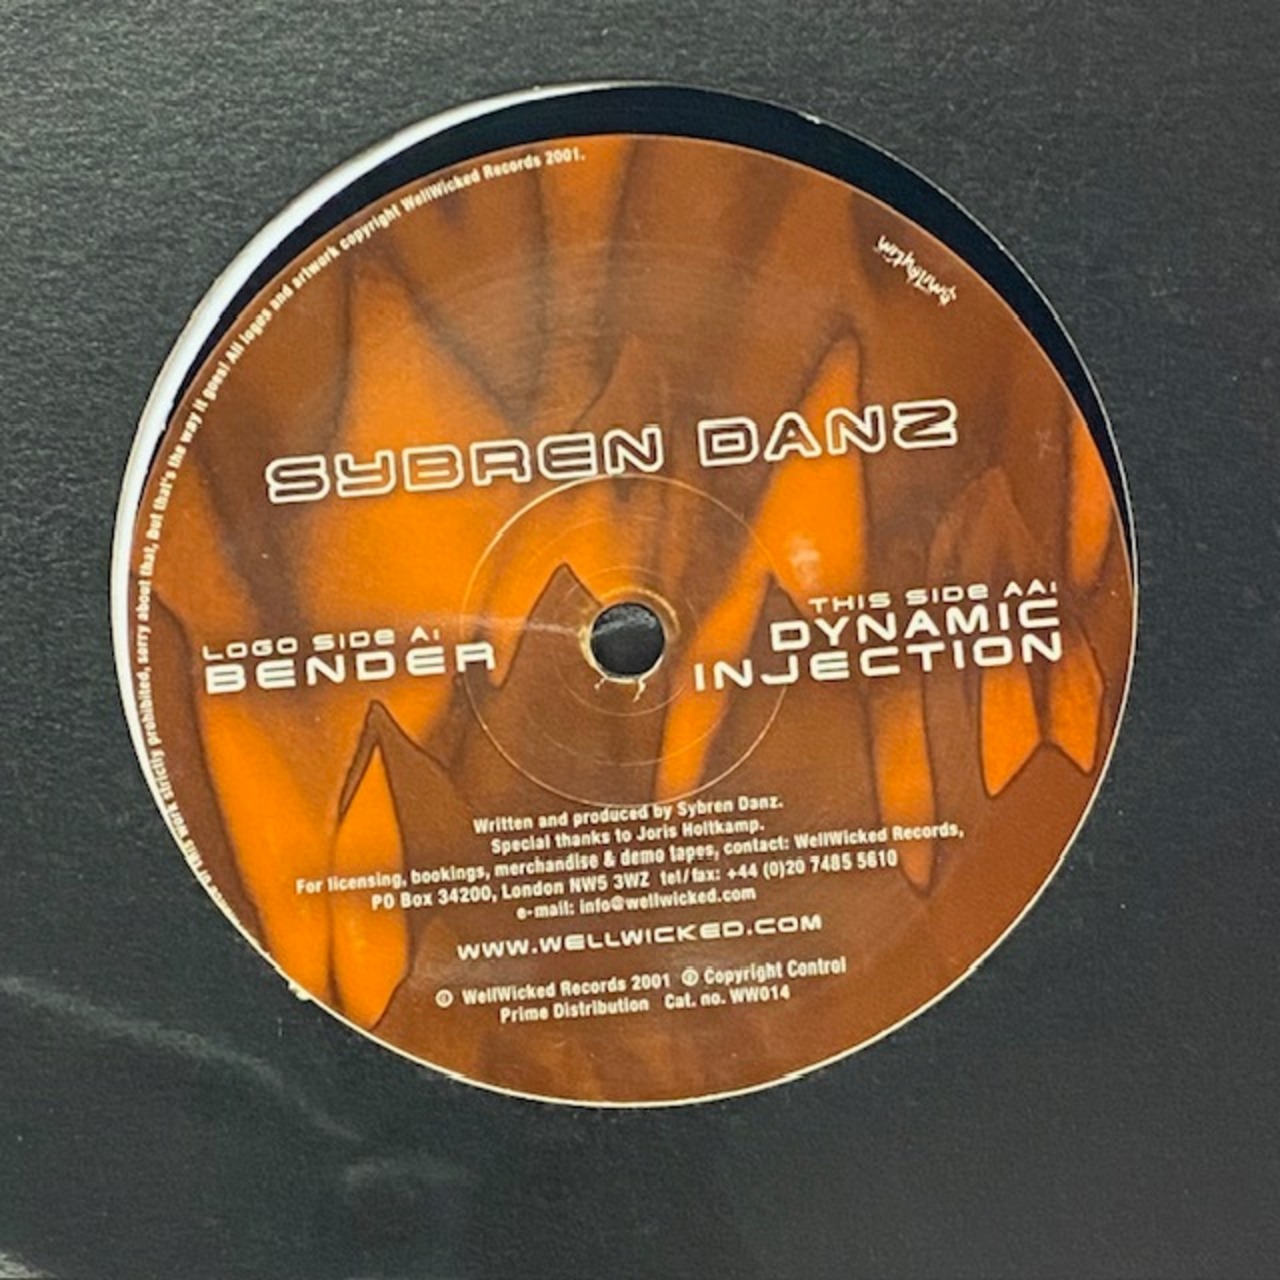 work strictly prohibited, sorry about that, but that's the way it goes! All logos and artwork copyright WellWicked Records 2001.
SYBREN DANZ
LOGO SIDE A:
BENDER
THIS SIDE AA:
DYNAMIC
INJECTION
Written and produced by Sybren Danz.
Special thanks to Joris Holtkamp.
For licensing, bookings, merchandise & demo tapes, contact: WellWicked Records,
PO Box 34200, London NW5 3WZ tel/fax: +44 (0)20 7485 5610
e-mail: info@wellwicked.com
WWW.WELLWICKED.COM
℗ WellWicked Records 2001 ℗ Copyright Control
Prime Distribution Cat. no. WW014